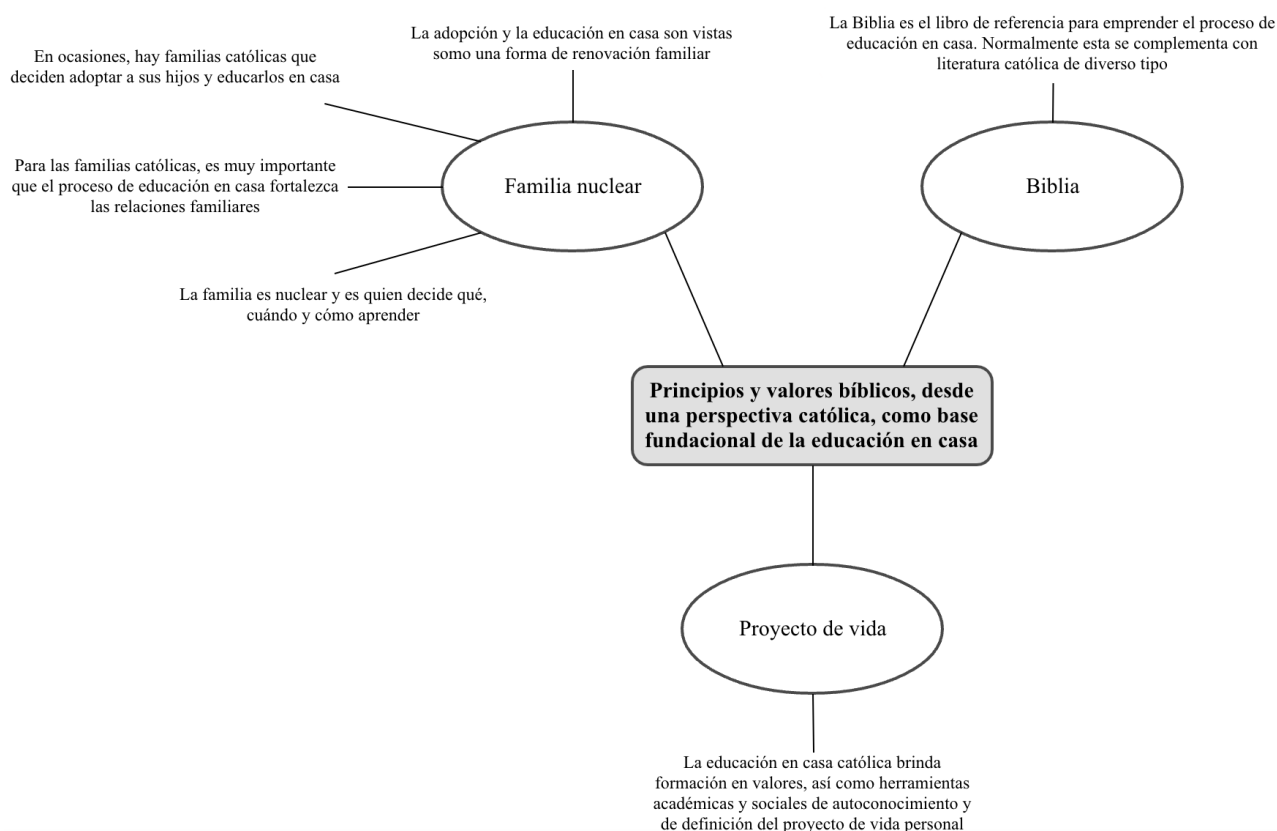 La adopción y la educación en casa son vistas
somo una forma de renovación familiar
En ocasiones, hay familias católicas que
deciden adoptar a sus hijos y educarlos en casa
Para las familias católicas, es muy importante
que el proceso de educación en casa fortalezca
las relaciones familiares
La familia es nuclear y es quien decide qué,
cuándo y cómo aprender
Familia nuclear
La Biblia es el libro de referencia para emprender el proceso de
educación en casa. Normalmente esta se complementa con
literatura católica de diverso tipo
Biblia
Principios y valores bíblicos, desde
una perspectiva católica, como base
fundacional de la educación en casa
Proyecto de vida
La educación en casa católica brinda
formación en valores, así como herramientas
académicas y sociales de autoconocimiento y
de definición del proyecto de vida personal